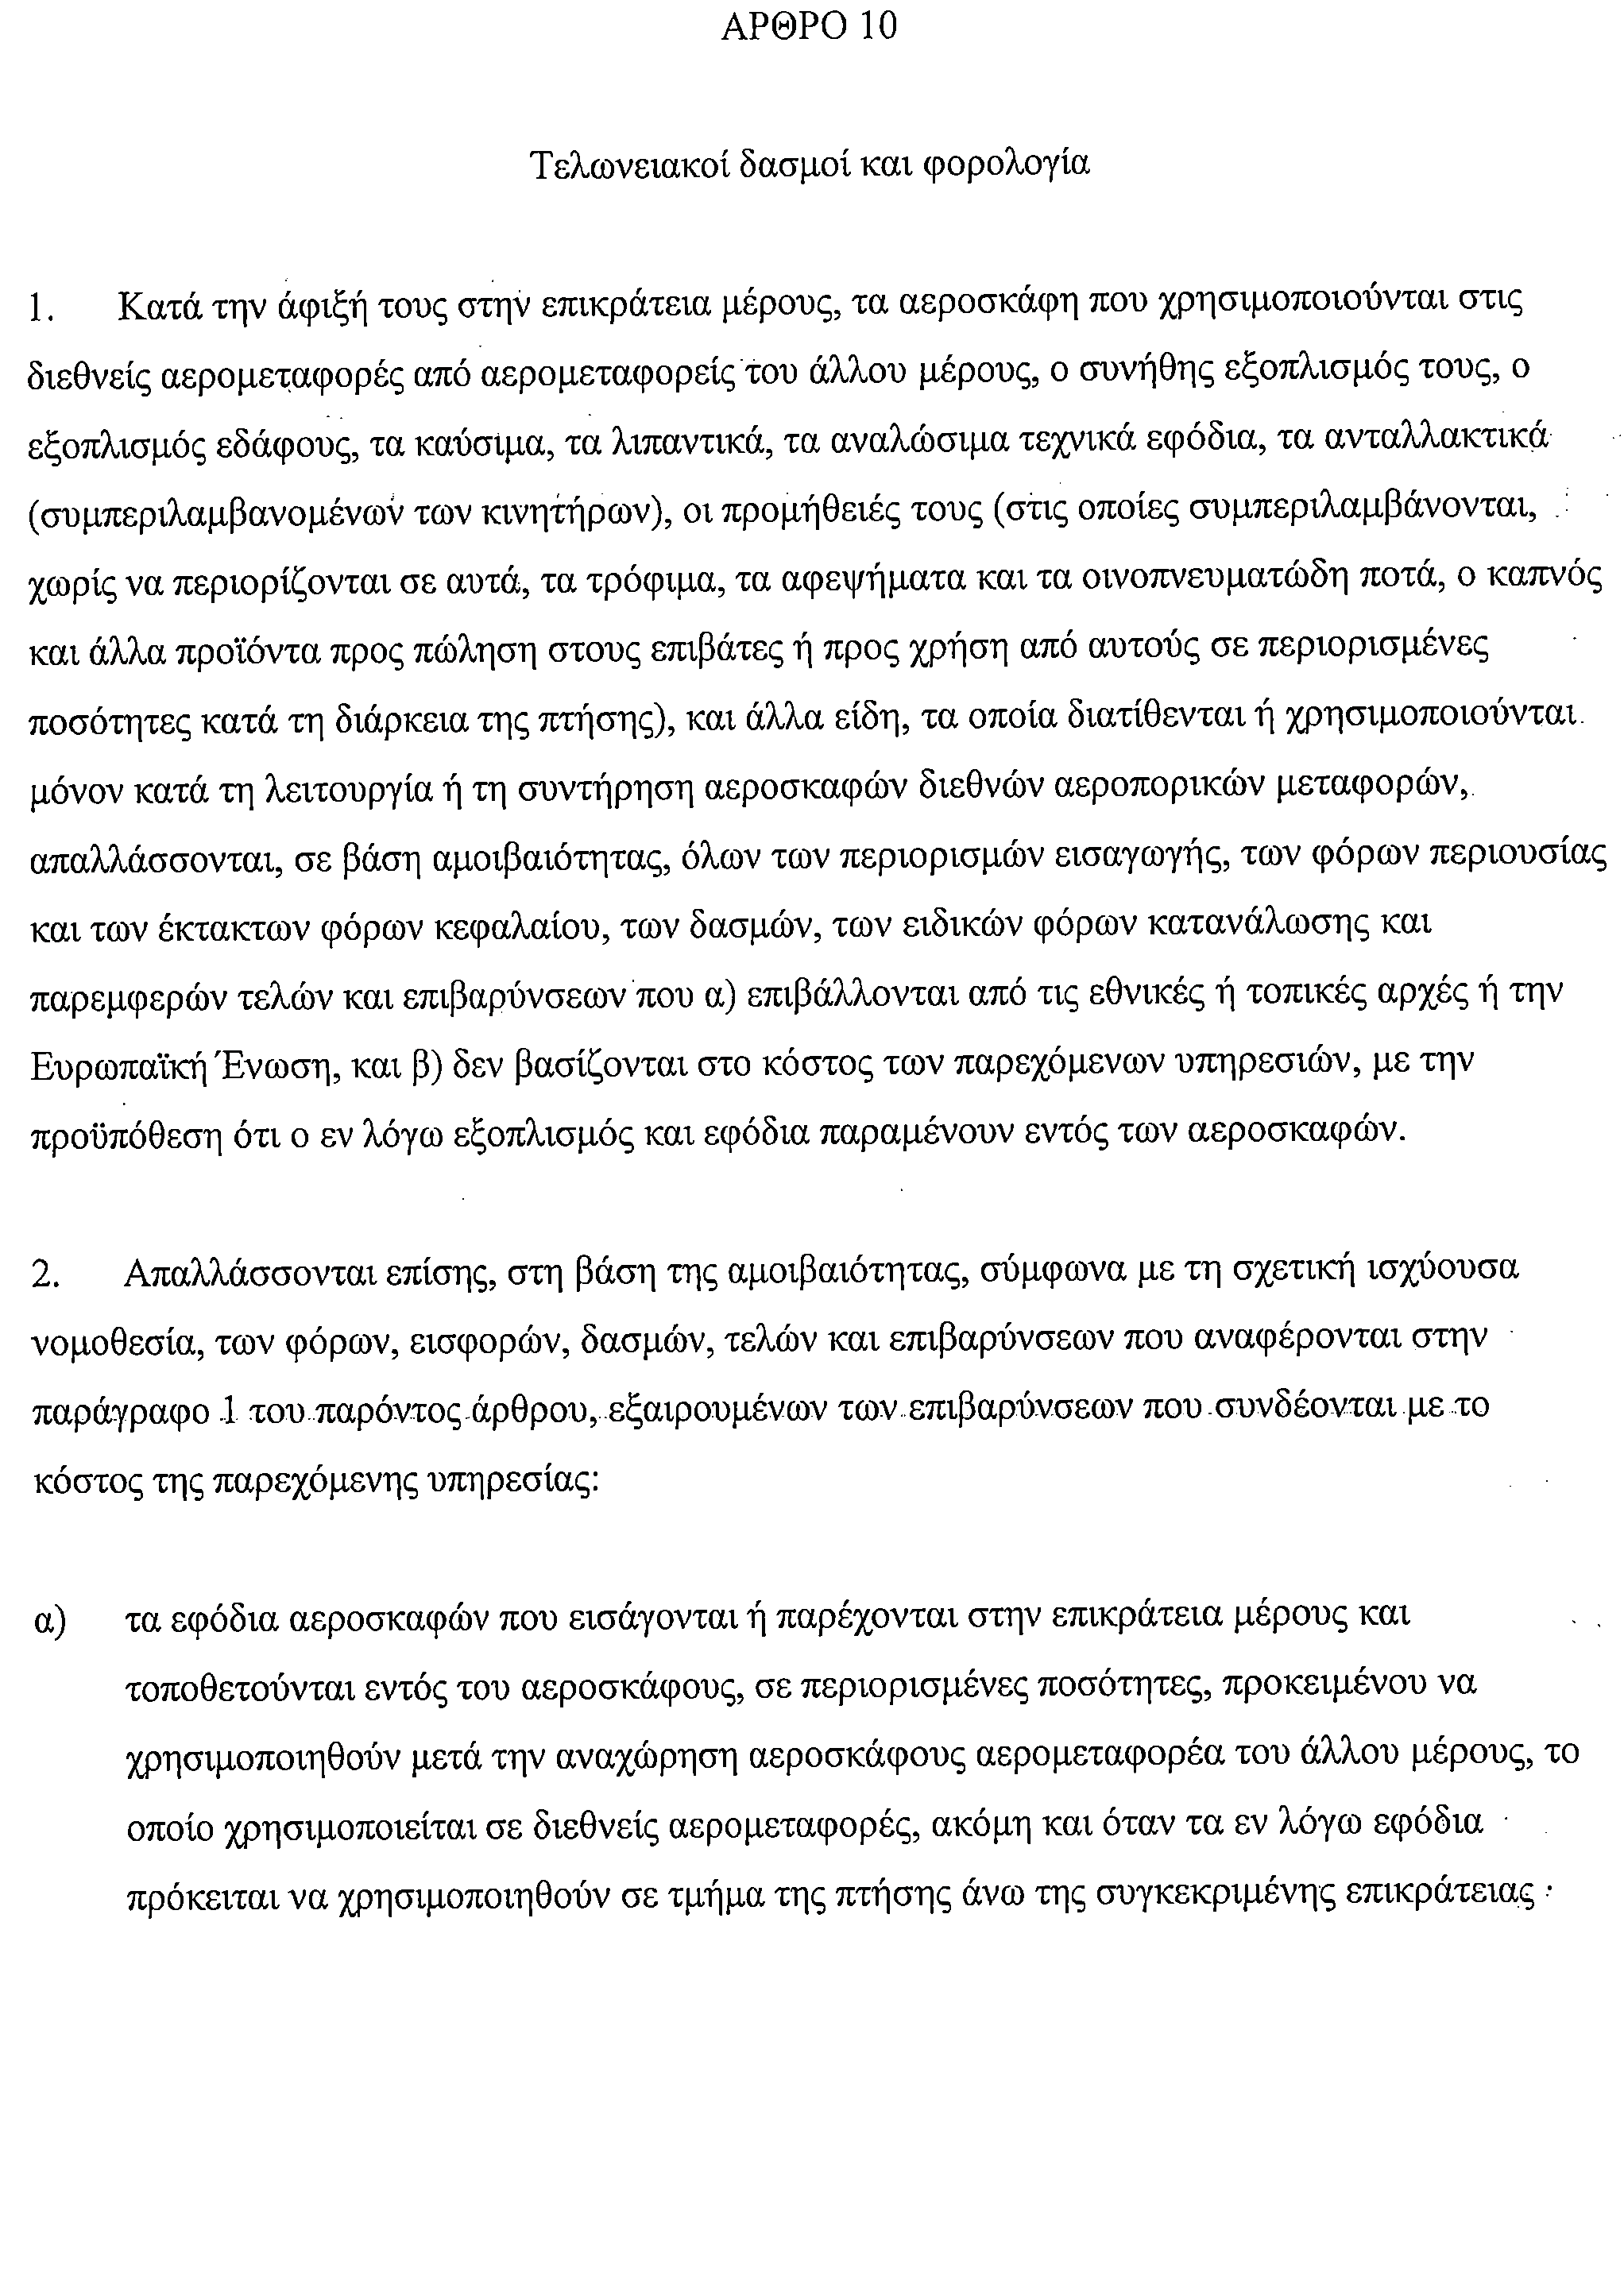 ΑΡΘΡΟ 10
Τελωνειακοί δασμοί και φορολογία
1. Κατά την άφιξή τους στην επικράτεια μέρους, τα αεροσκάφη που χρησιμοποιούνται στις
διεθνείς αερομεταφορές από αερομεταφορείς του άλλου μέρους, ο συνήθης εξοπλισμός τους, ο
εξοπλισμός εδάφους, τα καύσιμα, τα λιπαντικά, τα αναλώσιμα τεχνικά εφόδια, τα ανταλλακτικά
(συμπεριλαμβανομένων των κινητήρων), οι προμήθειές τους (στις οποίες συμπεριλαμβάνονται,
χωρίς να περιορίζονται σε αυτά, τα τρόφιμα, τα αφεψήματα και τα οινοπνευματώδη ποτά, ο καπνός
και άλλα προϊόντα προς πώληση στους επιβάτες ή προς χρήση από αυτούς σε περιορισμένες
ποσότητες κατά τη διάρκεια της πτήσης), και άλλα είδη, τα οποία διατίθενται ή χρησιμοποιούνται
μόνον κατά τη λειτουργία ή τη συντήρηση αεροσκαφών διεθνών αεροπορικών μεταφορών,
απαλλάσσονται, σε βάση αμοιβαιότητας, όλων των περιορισμών εισαγωγής, των φόρων περιουσίας
και των έκτακτων φόρων κεφαλαίου, των δασμών, των ειδικών φόρων κατανάλωσης και
παρεμφερών τελών και επιβαρύνσεων που α) επιβάλλονται από τις εθνικές ή τοπικές αρχές ή την
Ευρωπαϊκή Ένωση, και β) δεν βασίζονται στο κόστος των παρεχόμενων υπηρεσιών, με την
προϋπόθεση ότι ο εν λόγω εξοπλισμός και εφόδια παραμένουν εντός των αεροσκαφών.
2. Απαλλάσσονται επίσης, στη βάση της αμοιβαιότητας, σύμφωνα με τη σχετική ισχύουσα
νομοθεσία, των φόρων, εισφορών, δασμών, τελών και επιβαρύνσεων που αναφέρονται στην
παράγραφο 1 του παρόντος άρθρου, εξαιρουμένων των επιβαρύνσεων που συνδέονται με το
κόστος της παρεχόμενης υπηρεσίας:
α) τα εφόδια αεροσκαφών που εισάγονται ή παρέχονται στην επικράτεια μέρους και
τοποθετούνται εντός του αεροσκάφους, σε περιορισμένες ποσότητες, προκειμένου να
χρησιμοποιηθούν μετά την αναχώρηση αεροσκάφους αερομεταφορέα του άλλου μέρους, το
οποίο χρησιμοποιείται σε διεθνείς αερομεταφορές, ακόμη και όταν τα εν λόγω εφόδια
πρόκειται να χρησιμοποιηθούν σε τμήμα της πτήσης άνω της συγκεκριμένης επικράτειας ·